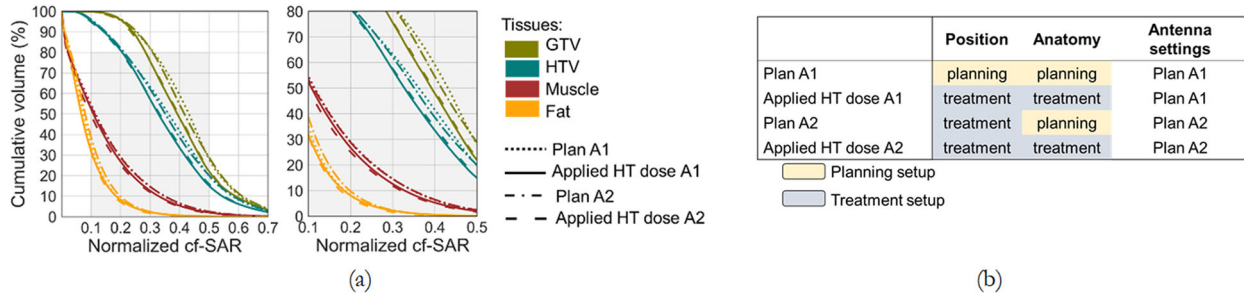 Cumulative volume (%)
100
90
80
70
60
50
40
30
20
10
0
0.1 0.2 0.3 0.4 0.5 0.6 0.7
Normalized cf-SAR
80
70
60
50
40
30
20
10
0
0.1 0.2 0.3 0.4 0.5
Normalized cf-SAR
Tissues:
GTV
HTV
Muscle
Fat
Plan A1
Applied HT dose A1
Plan A2
Applied HT dose A2
(a)
Position Anatomy Antenna settings
Plan A1 planning planning Plan A1
Applied HT dose A1 treatment treatment Plan A1
Plan A2 treatment planning Plan A2
Applied HT dose A2 treatment treatment Plan A2
Planning setup
Treatment setup
(b)